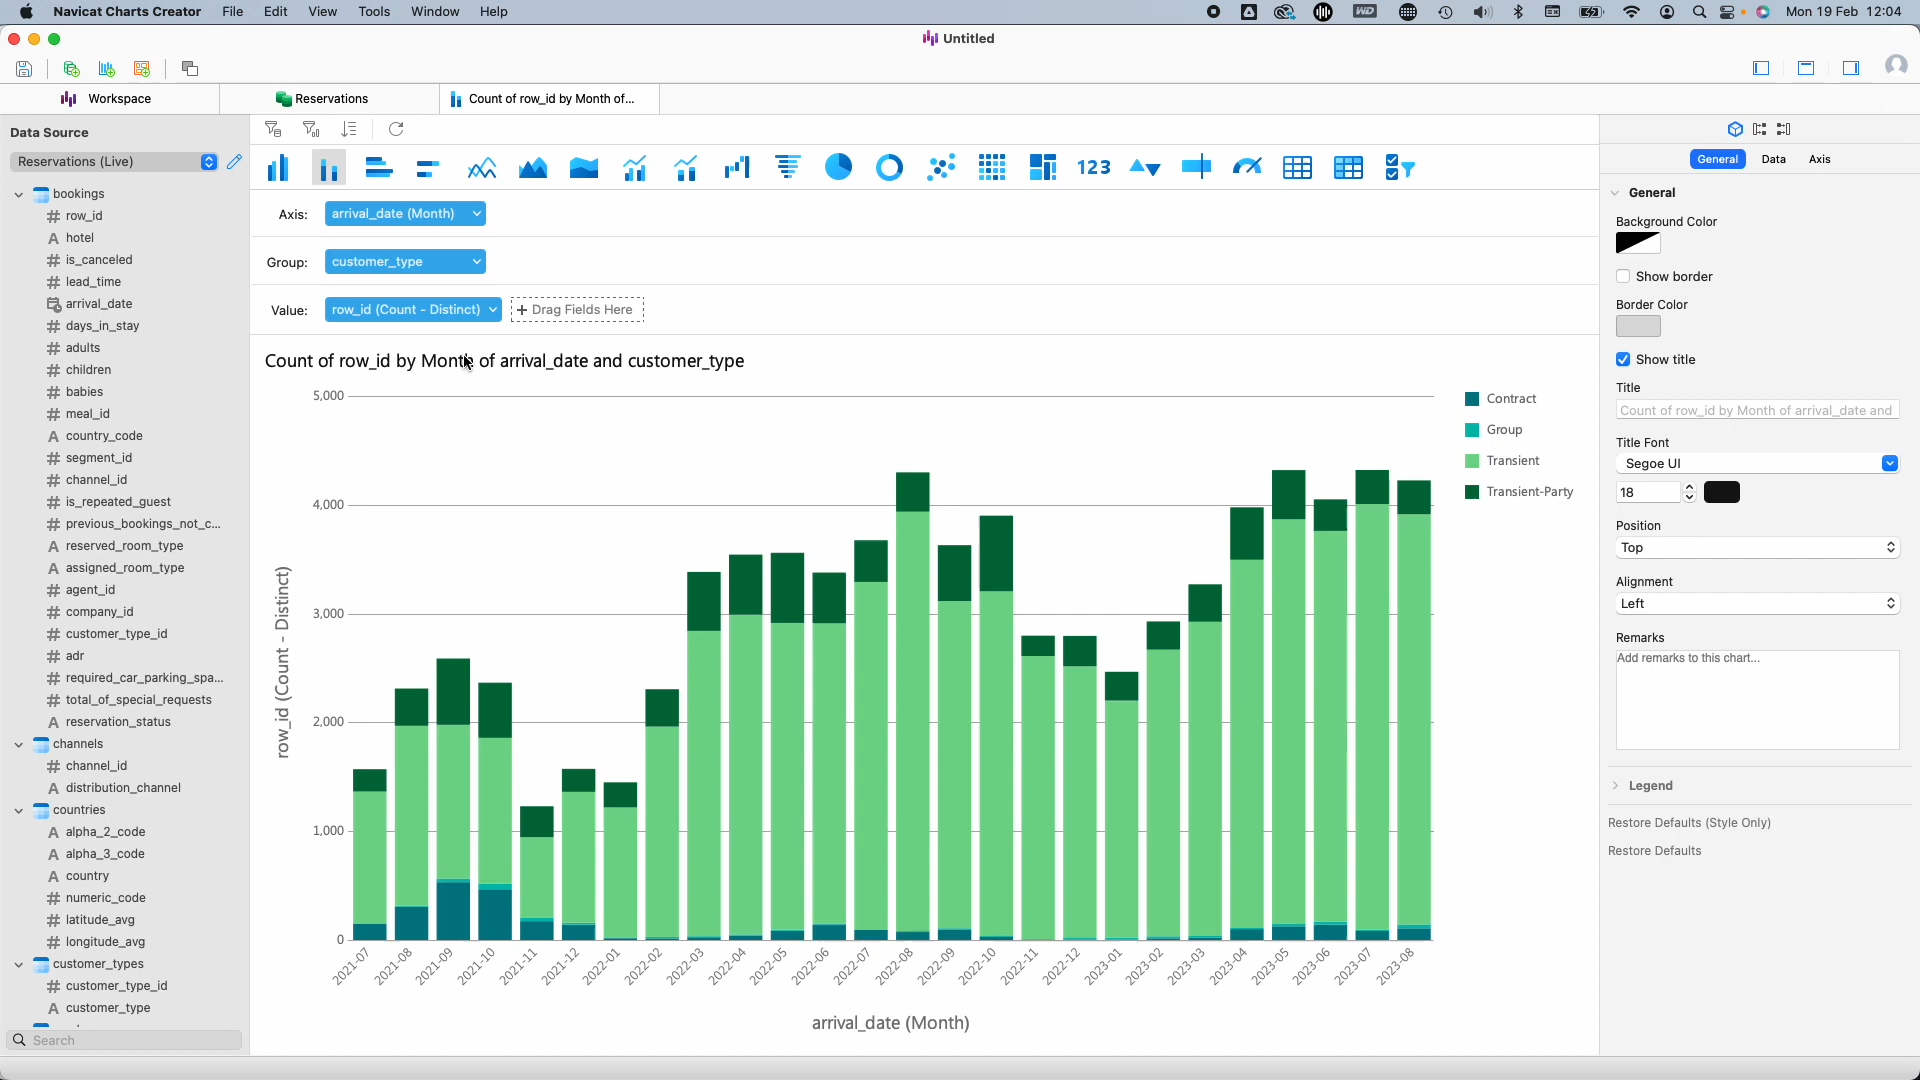 Navicat Charts Creator File Edit View Tools Window Help
WD
Mon 19 Feb 12:04
Untitled
Workspace
Reservations
Count of row_id by Month of...
Data Source
Reservations (Live)
bookings
row_id
hotel
is_canceled
lead_time
arrival_date
days_in_stay
adults
children
babies
meal_id
country_code
segment_id
channel_id
is_repeated_guest
previous_bookings_not_c...
reserved_room_type
assigned_room_type
agent_id
company_id
customer_type_id
adr
required_car_parking_spa...
total_of_special_requests
reservation_status
channels
channel_id
distribution_channel
countries
alpha_2_code
alpha_3_code
country
numeric_code
latitude_avg
longitude_avg
customer_types
customer_type_id
customer_type
Search
123
Axis: arrival_date (Month)
Group: customer_type
Value: row_id (Count - Distinct) + Drag Fields Here
Count of row_id by Month of arrival_date and customer_type
5,000
4,000
3,000
2,000
1,000
0
row_id (Count - Distinct)
2021-07
2021-08
2021-09
2021-10
2021-11
2021-12
2022-01
2022-02
2022-03
2022-04
2022-05
2022-06
2022-07
2022-08
2022-09
2022-10
2022-11
2022-12
2023-01
2023-02
2023-03
2023-04
2023-05
2023-06
2023-07
2023-08
arrival_date (Month)
Contract
Group
Transient
Transient-Party
General Data Axis
General
Background Color
Show border
Border Color
Show title
Title
Count of row_id by Month of arrival_date and
Title Font
Segoe UI
18
Position
Top
Alignment
Left
Remarks
Add remarks to this chart...
Legend
Restore Defaults (Style Only)
Restore Defaults